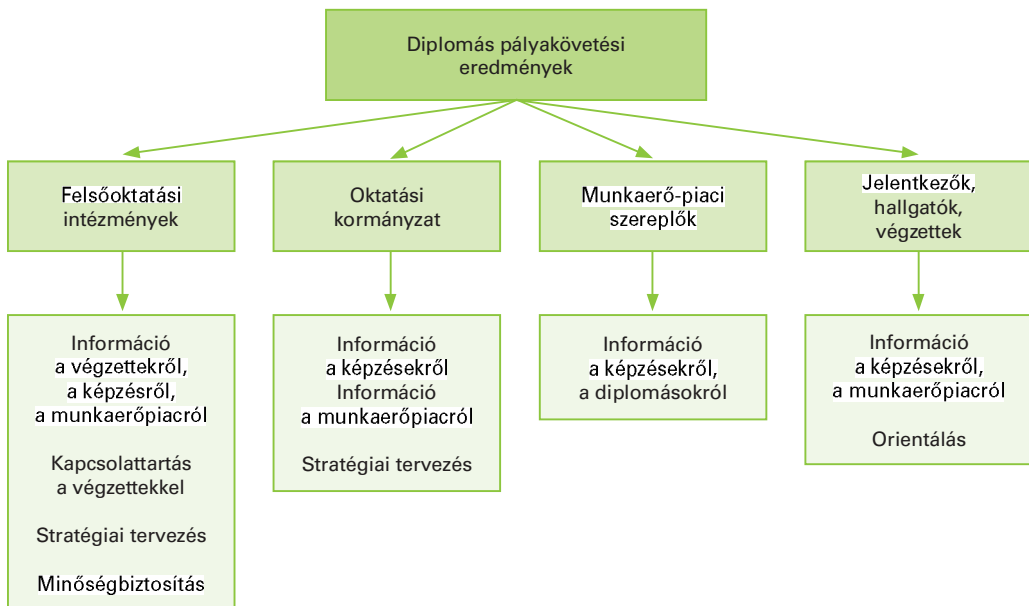 Diplomás pályakövetési
eredmények
Felsőoktatási
intézmények
Oktatási
kormányzat
Munkaerő-piaci
szereplők
Jelentkezők,
hallgatók,
végzettek
Információ
a végzettekről,
a képzésről,
a munkaerőpiacról
Kapcsolattartás
a végzettekkel
Stratégiai tervezés
Minőségbiztosítás
Információ
a képzésekről
Információ
a munkaerőpiacról
Stratégiai tervezés
Információ
a képzésekről,
a diplomásokról
Információ
a képzésekről,
a munkaerőpiacról
Orientálás